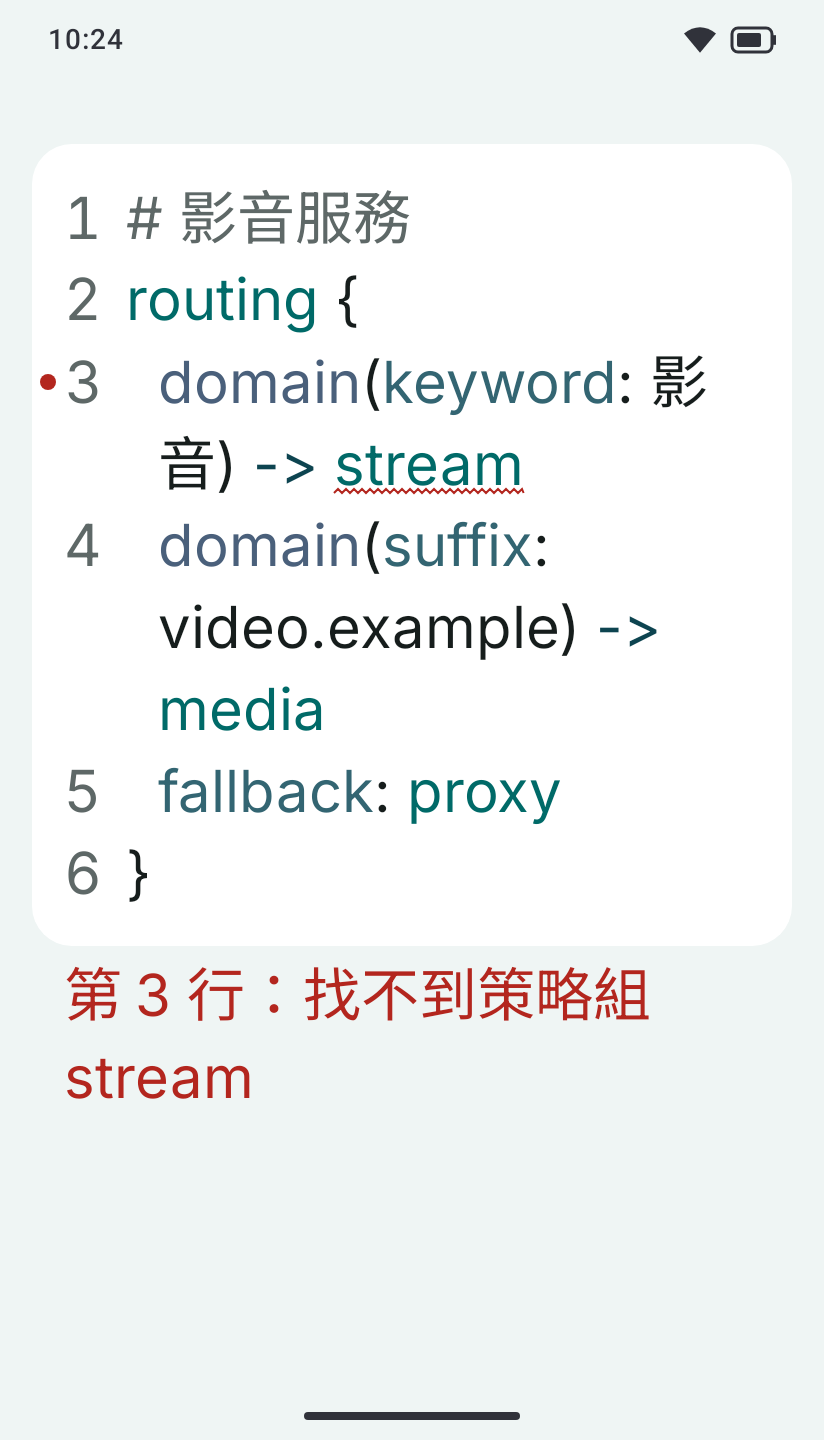 10:24
1 # 影音服務
2 routing {
3 domain(keyword: 影
音) -> stream
4 domain(suffix:
video.example) ->
media
5 fallback: proxy
6 }
第 3 行：找不到策略組
stream